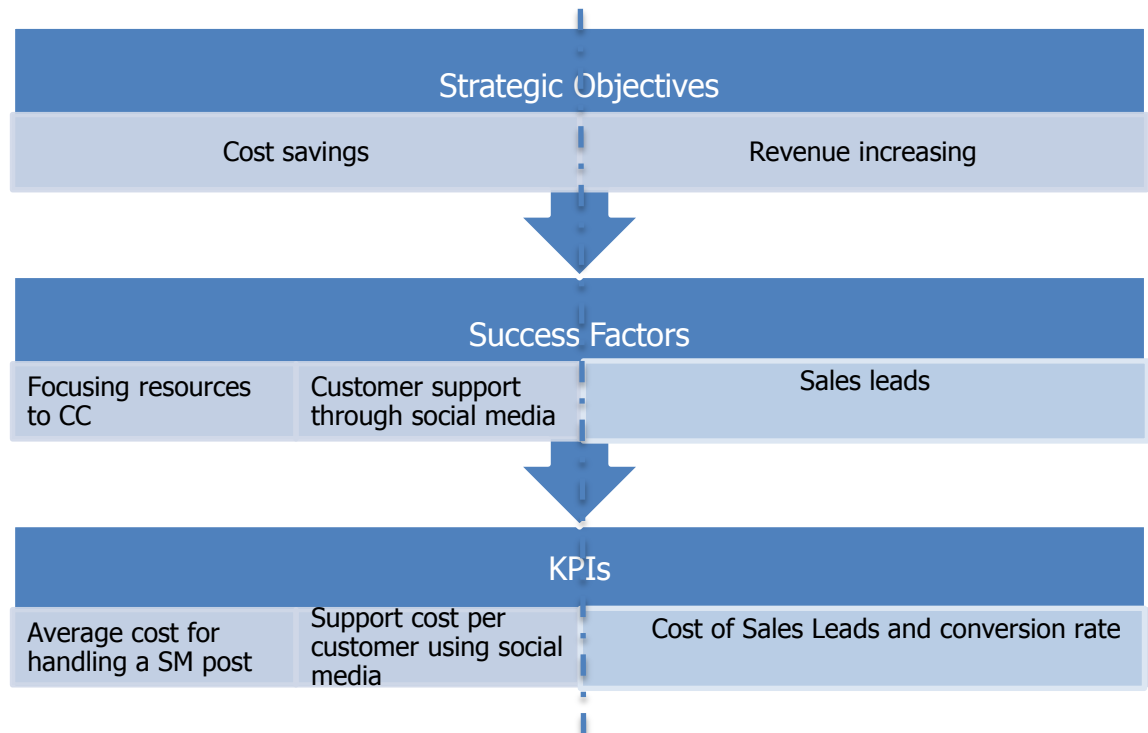 Strategic Objectives
Cost savings
Revenue increasing
Success Factors
Focusing resources
to CC
Customer support
through social media
Sales leads
KPIs
Average cost for
handling a SM post
Support cost per
customer using social
media
Cost of Sales Leads and conversion rate